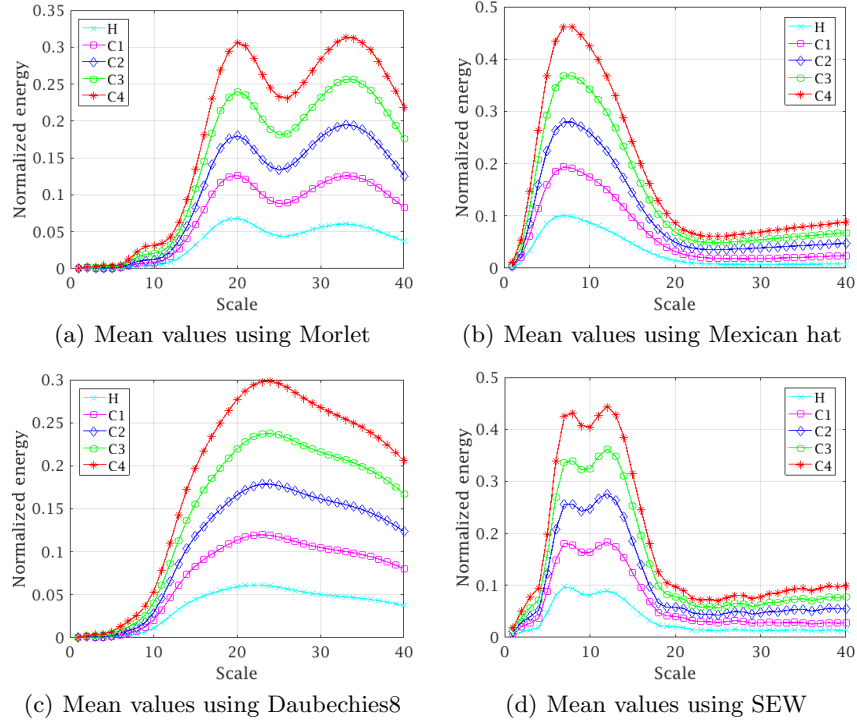 Normalized energy
0.35
0.3
0.25
0.2
0.15
0.1
0.05
0
H
C1
C2
C3
C4
0 10 20 30 40
Scale
(a) Mean values using Morlet
Normalized energy
0.5
0.4
0.3
0.2
0.1
0
H
C1
C2
C3
C4
0 10 20 30 40
Scale
(b) Mean values using Mexican hat
Normalized energy
0.3
0.25
0.2
0.15
0.1
0.05
0
H
C1
C2
C3
C4
0 10 20 30 40
Scale
(c) Mean values using Daubechies8
Normalized energy
0.5
0.4
0.3
0.2
0.1
0
H
C1
C2
C3
C4
0 10 20 30 40
Scale
(d) Mean values using SEW